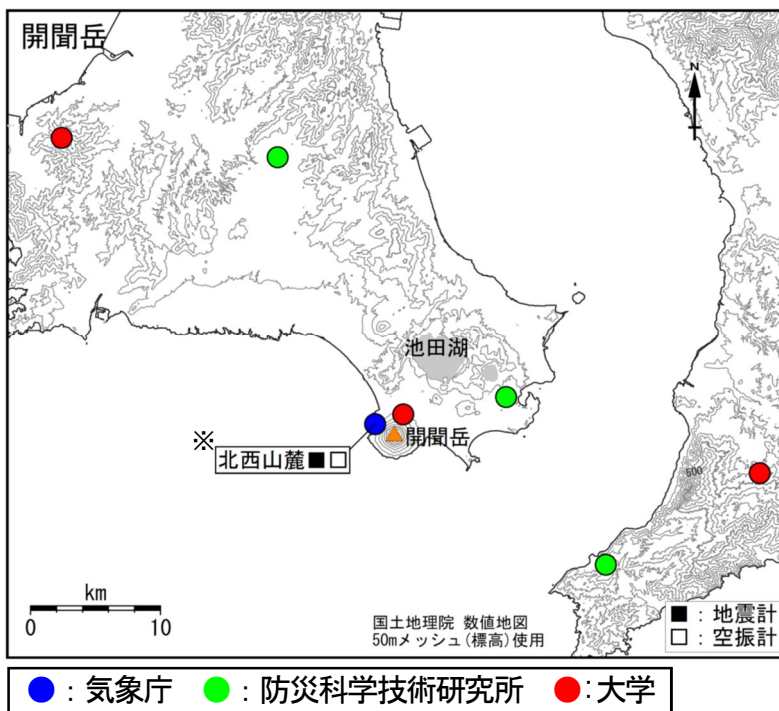 開聞岳
N
池田湖
開聞岳
※
北西山麓■□
500
km
0 10
国土地理院 数値地図
50mメッシュ(標高)使用
■：地震計
□：空振計
：気象庁 ：防災科学技術研究所 ：大学